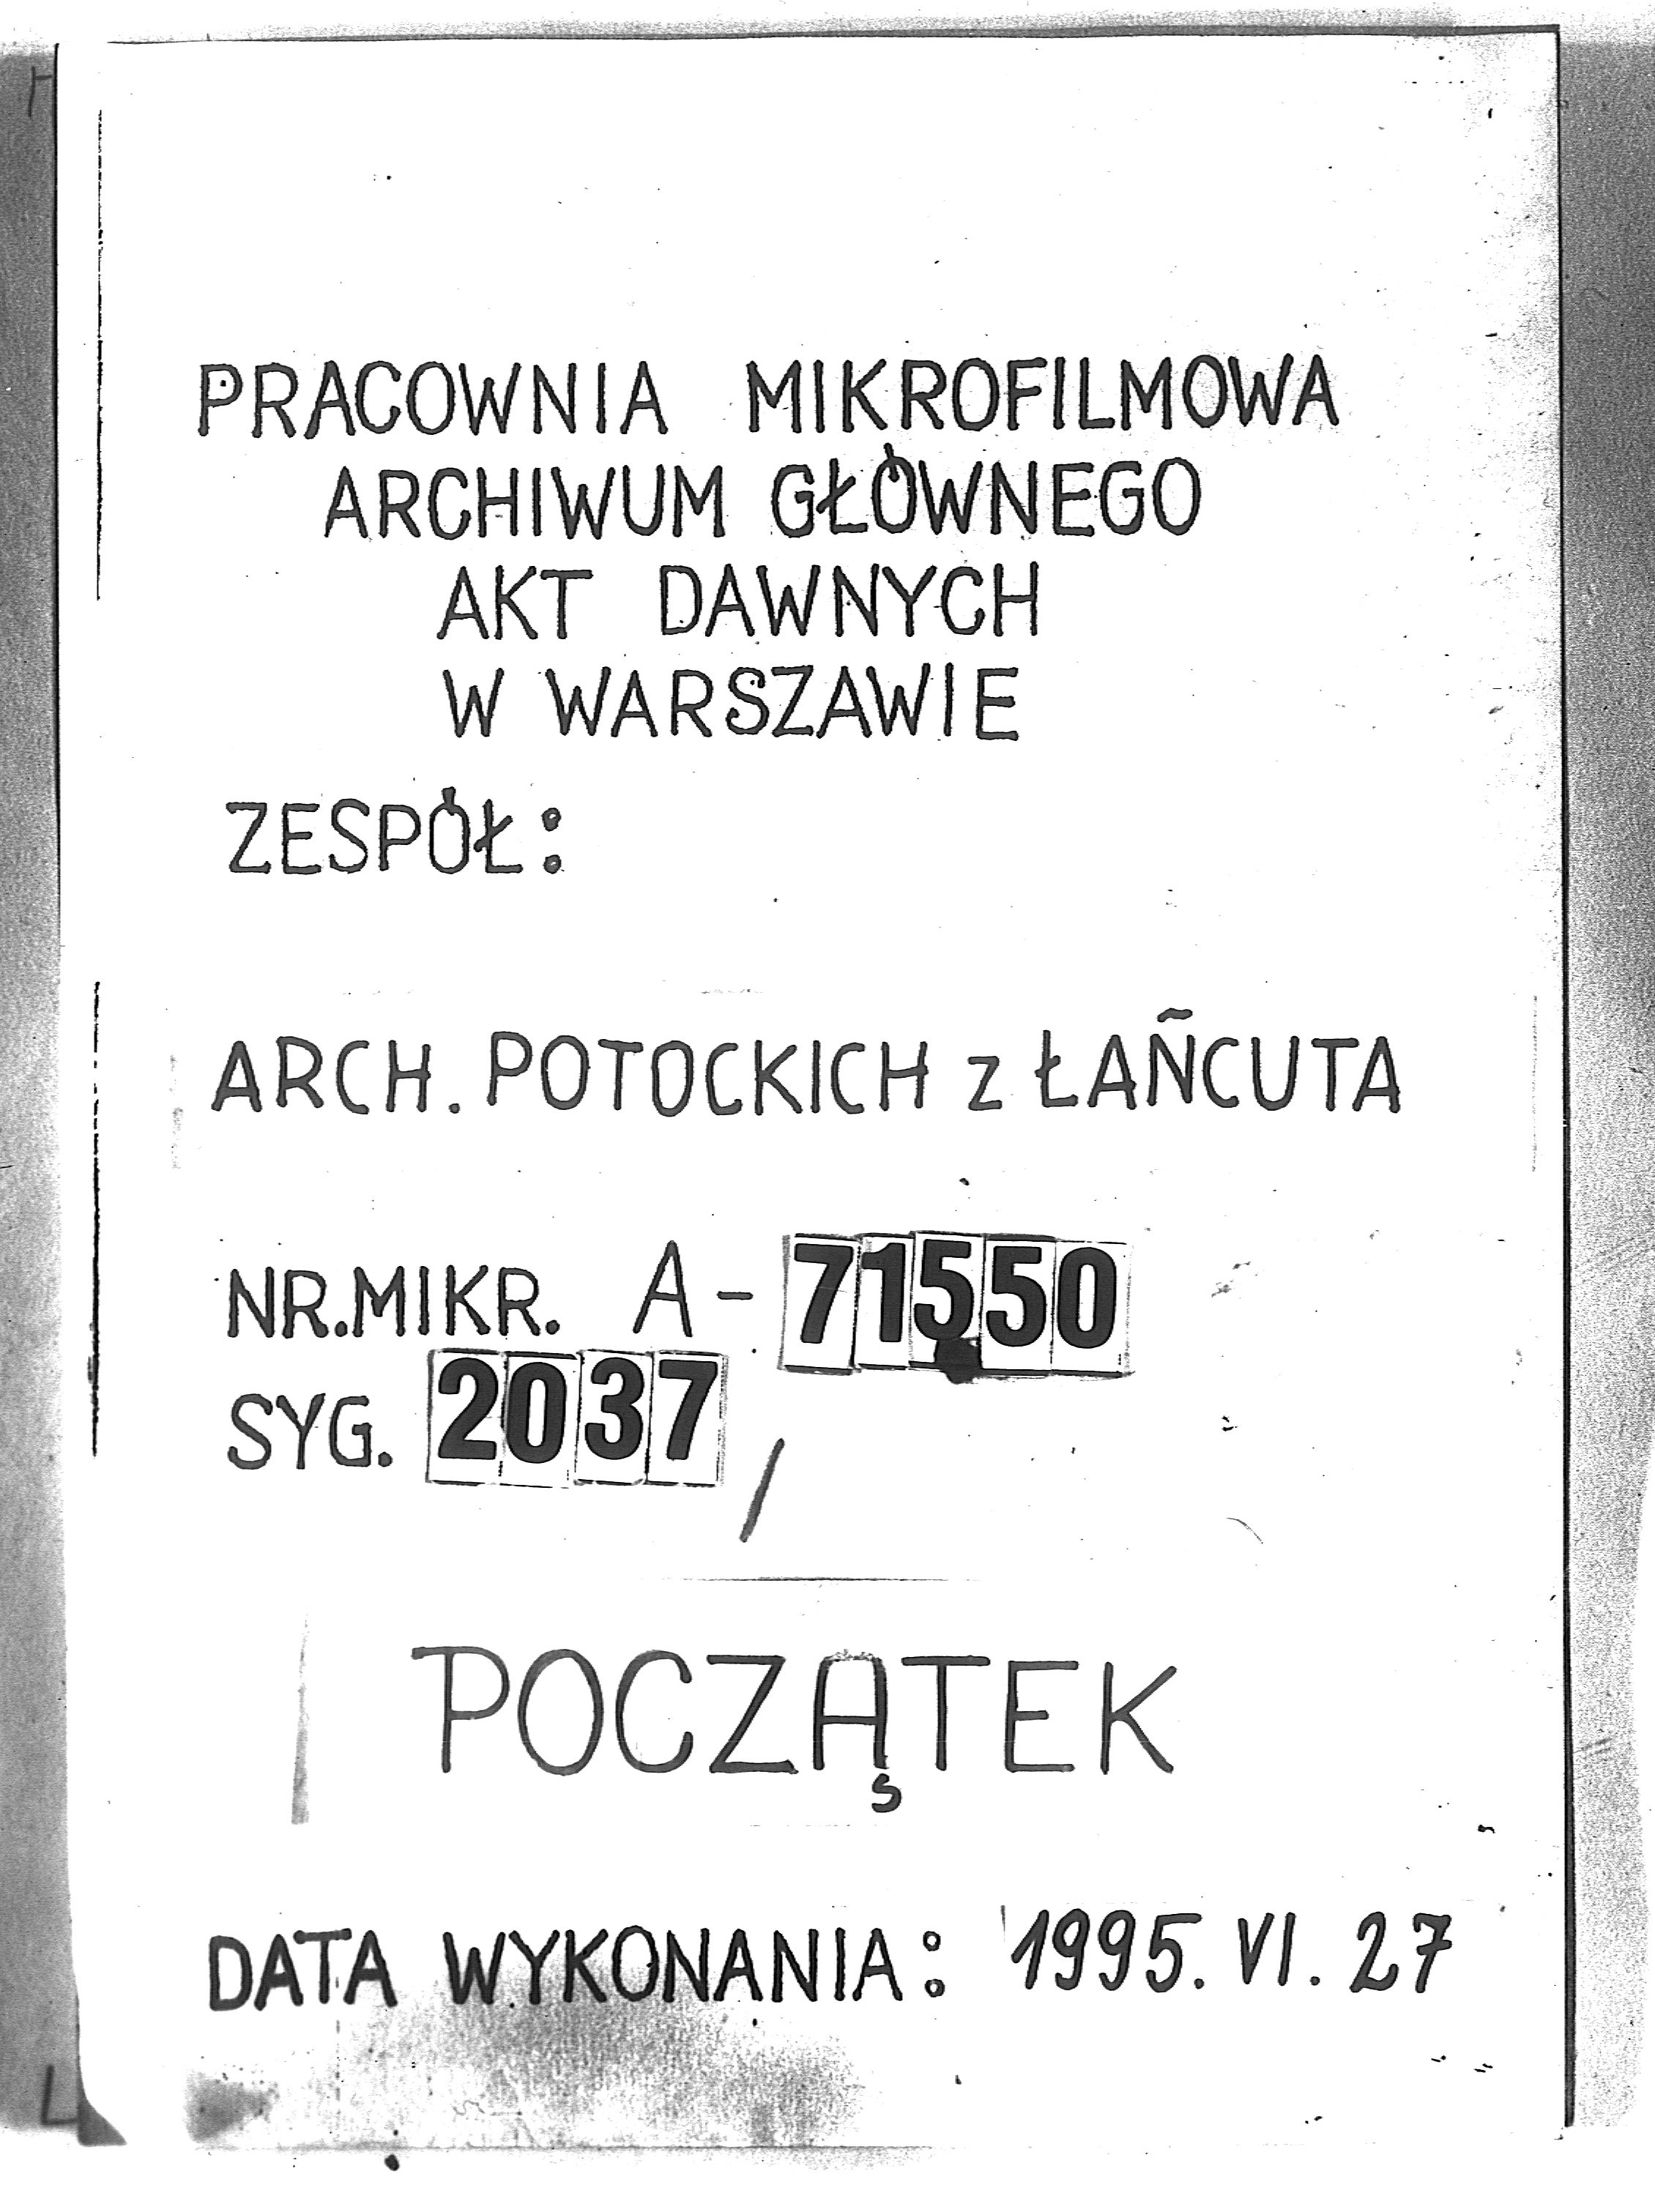 PRACOWNIA MIKROFILMOWA
ARCHIWUM GŁÓWNEGO
AKT DAWNYCH
W WARSZAWIE
ZESPÓŁ:
ARCH. POTOCKICH z ŁAŃCUTA
NR.MIKR. A-71550
SYG. 2037/
POCZĄTEK
DATA WYKONANIA: 1995. VI. 27